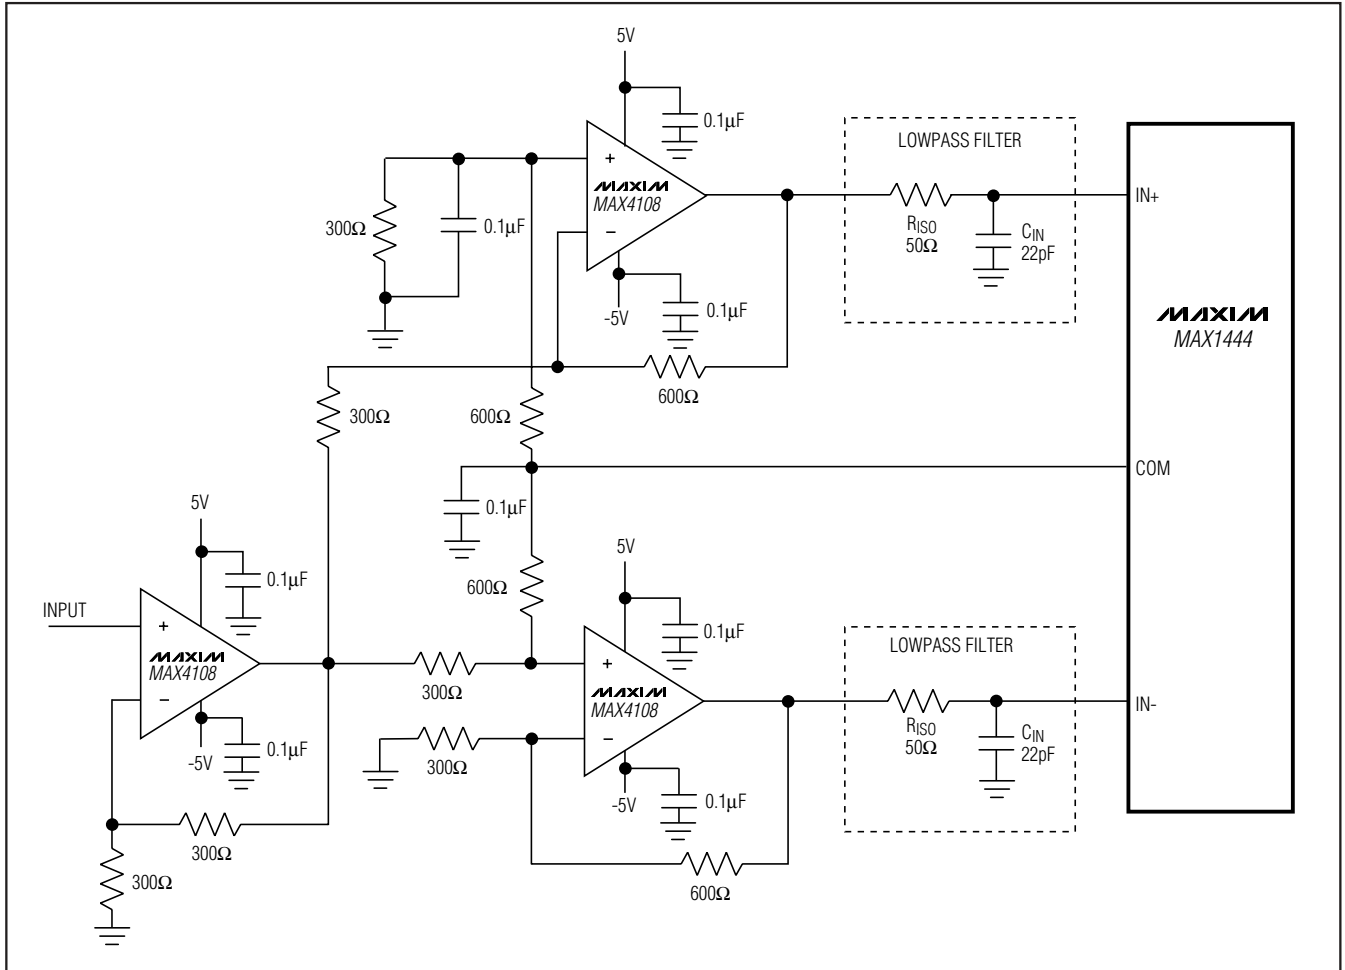 5V
0.1µF
LOWPASS FILTER
+
MAXIM
MAX4108
IN+
300Ω
0.1µF
−
RISO
50Ω
CIN
22pF
-5V
0.1µF
MAXIM
MAX1444
600Ω
300Ω
600Ω
COM
0.1µF
5V
5V
0.1µF
600Ω
INPUT
+
MAXIM
MAX4108
−
-5V
0.1µF
0.1µF
LOWPASS FILTER
+
300Ω
MAXIM
MAX4108
IN-
−
300Ω
RISO
50Ω
CIN
22pF
-5V
0.1µF
300Ω
300Ω
600Ω